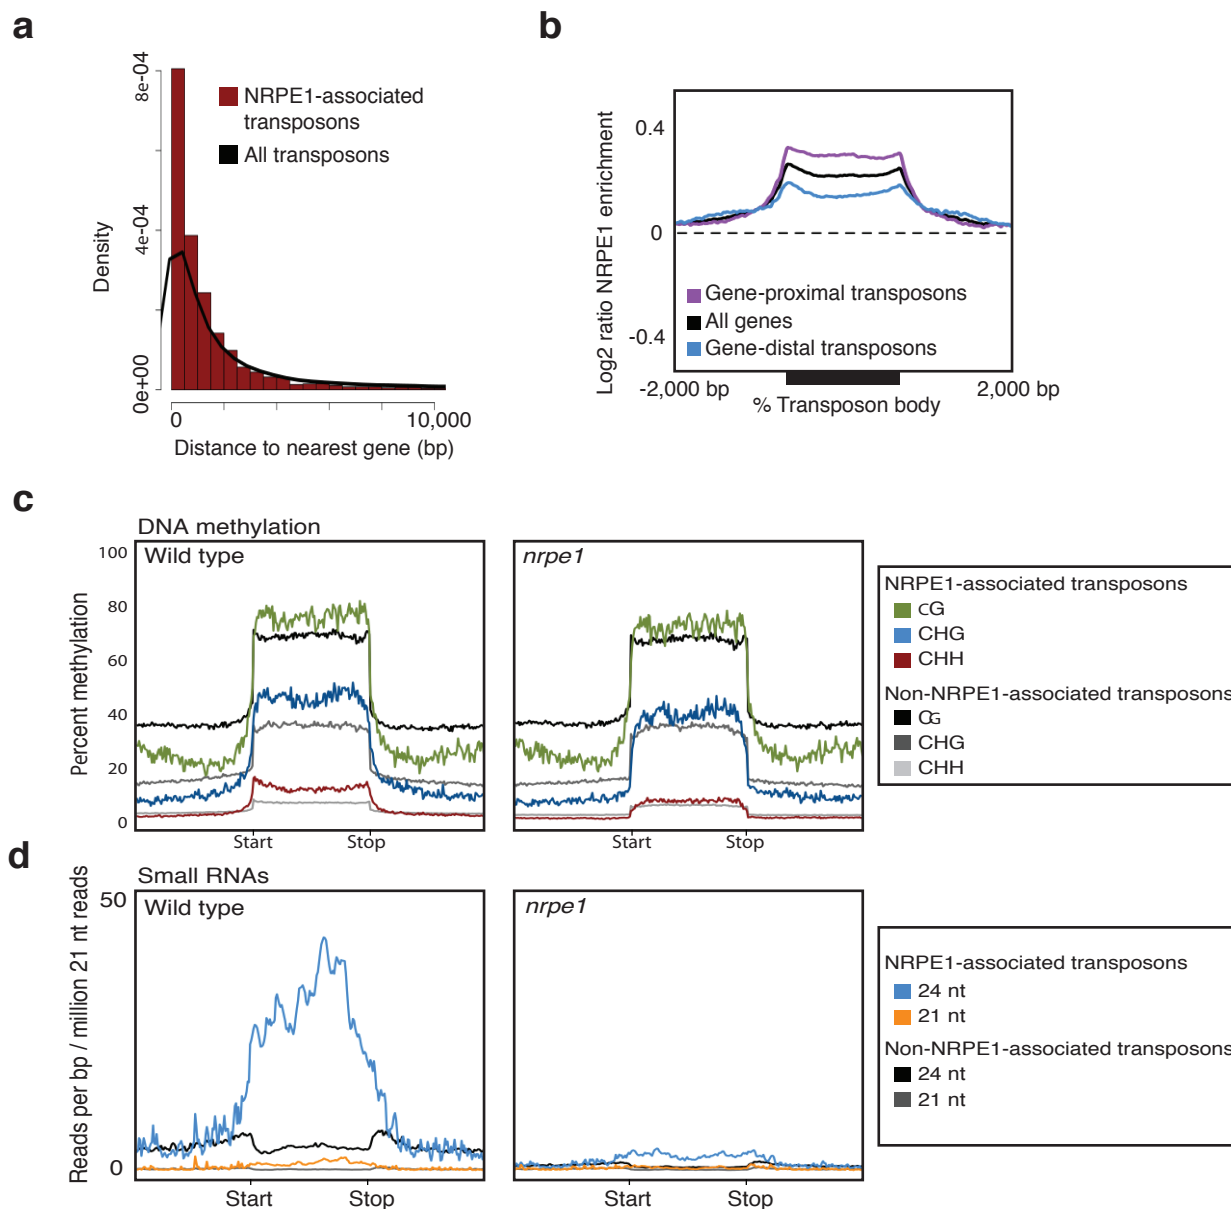 a
8e-04
4e-04
0e+00
Density
NRPE1-associated
transposons
All transposons
0
10,000
Distance to nearest gene (bp)
b
0.4
0
-0.4
Log2 ratio NRPE1 enrichment
Gene-proximal transposons
All genes
Gene-distal transposons
-2,000 bp
2,000 bp
% Transposon body
c
DNA methylation
Wild type
nrpe1
100
80
60
40
20
0
Percent methylation
Start
Stop
Start
Stop
NRPE1-associated transposons
CG
CHG
CHH
Non-NRPE1-associated transposons
CG
CHG
CHH
d
Small RNAs
Wild type
nrpe1
50
0
Reads per bp / million 21 nt reads
Start
Stop
Start
Stop
NRPE1-associated transposons
24 nt
21 nt
Non-NRPE1-associated transposons
24 nt
21 nt